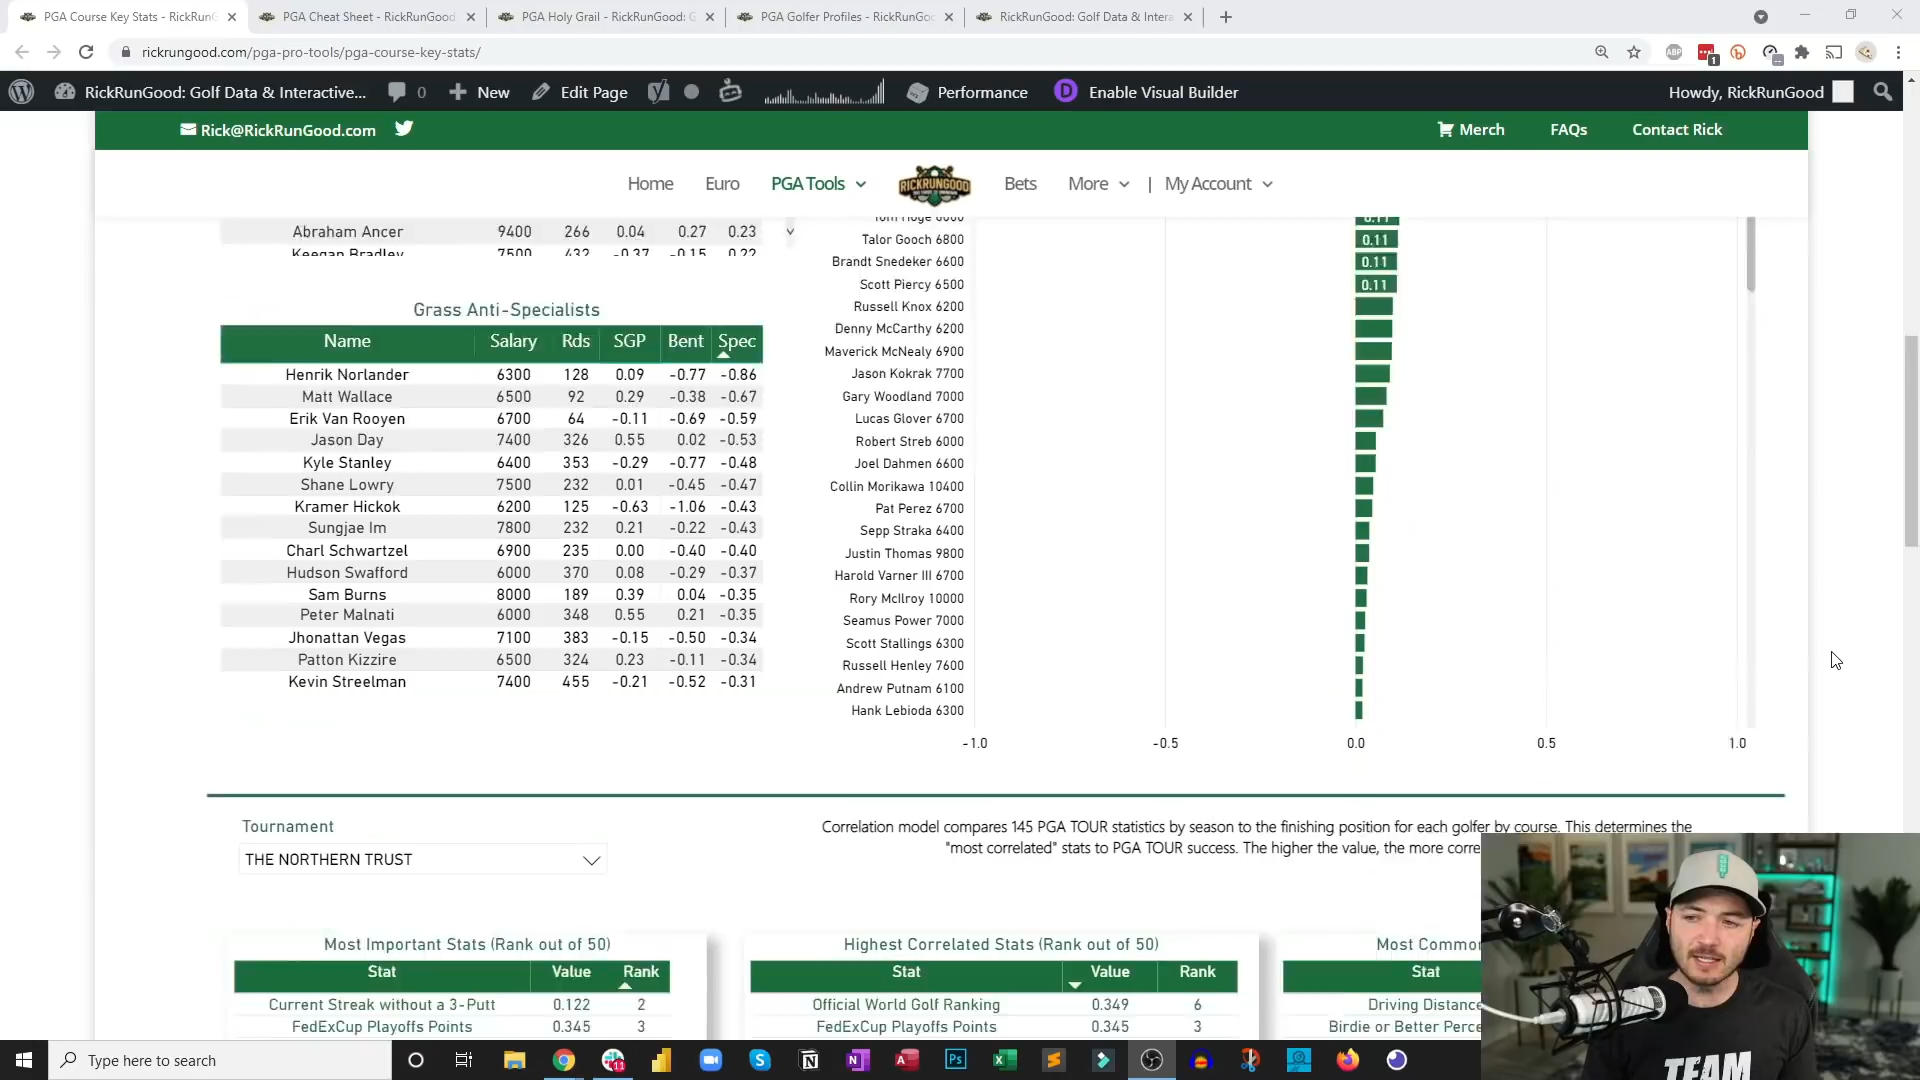 PGA Course Key Stats - RickRunG
PGA Cheat Sheet - RickRunGood:
PGA Holy Grail - RickRunGood: G
PGA Golfer Profiles - RickRunGo
RickRunGood: Golf Data & Intera
rickrungood.com/pga-pro-tools/pga-course-key-stats/
RickRunGood: Golf Data & Interactive... 0 New Edit Page Performance Enable Visual Builder Howdy, RickRunGood
Rick@RickRunGood.com Merch FAQs Contact Rick
Home Euro PGA Tools RICKRUNGOOD Bets More | My Account
Abraham Ancer 9400 266 0.04 0.27 0.23
Keegan Bradley 7500 432 -0.37 -0.15 0.22
Grass Anti-Specialists
Name Salary Rds SGP Bent Spec
Henrik Norlander 6300 128 0.09 -0.77 -0.86
Matt Wallace 6500 92 0.29 -0.38 -0.67
Erik Van Rooyen 6700 64 -0.11 -0.69 -0.59
Jason Day 7400 326 0.55 0.02 -0.53
Kyle Stanley 6400 353 -0.29 -0.77 -0.48
Shane Lowry 7500 232 0.01 -0.45 -0.47
Kramer Hickok 6200 125 -0.63 -1.06 -0.43
Sungjae Im 7800 232 0.21 -0.22 -0.43
Charl Schwartzel 6900 235 0.00 -0.40 -0.40
Hudson Swafford 6000 370 0.08 -0.29 -0.37
Sam Burns 8000 189 0.39 0.04 -0.35
Peter Malnati 6000 348 0.55 0.21 -0.35
Jhonattan Vegas 7100 383 -0.15 -0.50 -0.34
Patton Kizzire 6500 324 0.23 -0.11 -0.34
Kevin Streelman 7400 455 -0.21 -0.52 -0.31
Tom Hoge 6000 0.11
Talor Gooch 6800 0.11
Brandt Snedeker 6600 0.11
Scott Piercy 6500 0.11
Russell Knox 6200
Denny McCarthy 6200
Maverick McNealy 6900
Jason Kokrak 7700
Gary Woodland 7000
Lucas Glover 6700
Robert Streb 6000
Joel Dahmen 6600
Collin Morikawa 10400
Pat Perez 6700
Sepp Straka 6400
Justin Thomas 9800
Harold Varner III 6700
Rory McIlroy 10000
Seamus Power 7000
Scott Stallings 6300
Russell Henley 7600
Andrew Putnam 6100
Hank Lebioda 6300
-1.0 -0.5 0.0 0.5 1.0
Tournament
THE NORTHERN TRUST
Correlation model compares 145 PGA TOUR statistics by season to the finishing position for each golfer by course. This determines the
"most correlated" stats to PGA TOUR success. The higher the value, the more corre
Most Important Stats (Rank out of 50)
Stat Value Rank
Current Streak without a 3-Putt 0.122 2
FedExCup Playoffs Points 0.345 3
Highest Correlated Stats (Rank out of 50)
Stat Value Rank
Official World Golf Ranking 0.349 6
FedExCup Playoffs Points 0.345 3
Most Commo
Stat
Driving Distance
Birdie or Better Perce
TEAM
Type here to search